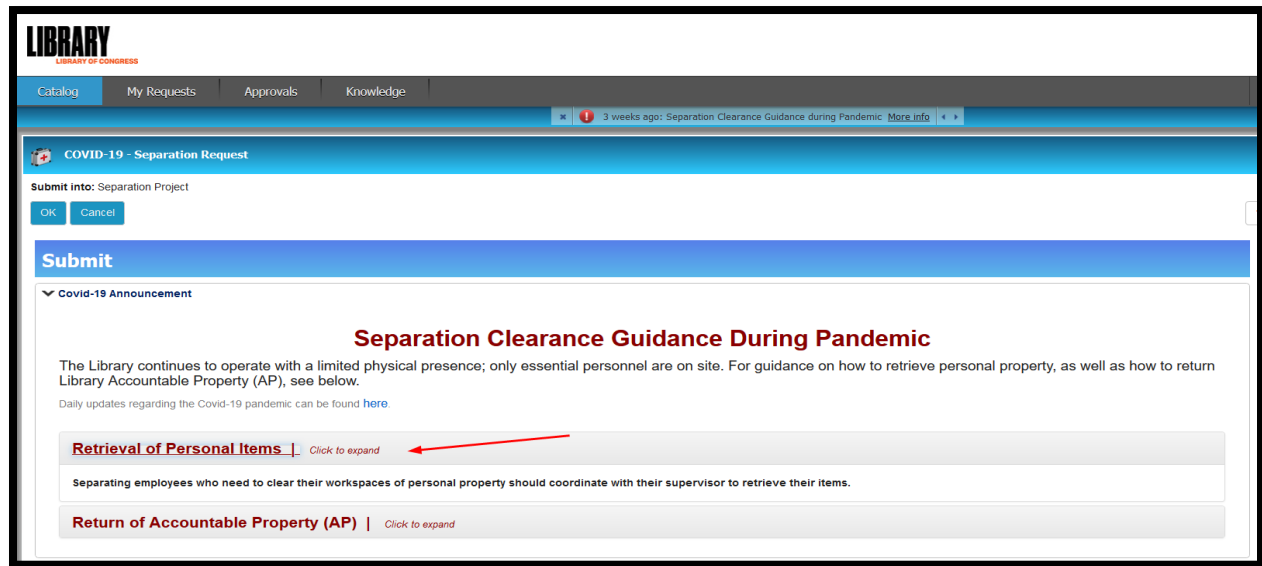 LIBRARY
LIBRARY OF CONGRESS
Catalog My Requests Approvals Knowledge
3 weeks ago: Separation Clearance Guidance during Pandemic More info
COVID-19 - Separation Request
Submit into: Separation Project
OK Cancel
Submit
Covid-19 Announcement
Separation Clearance Guidance During Pandemic
The Library continues to operate with a limited physical presence; only essential personnel are on site. For guidance on how to retrieve personal property, as well as how to return
Library Accountable Property (AP), see below.
Daily updates regarding the Covid-19 pandemic can be found here.
Retrieval of Personal Items | Click to expand
Separating employees who need to clear their workspaces of personal property should coordinate with their supervisor to retrieve their items.
Return of Accountable Property (AP) | Click to expand